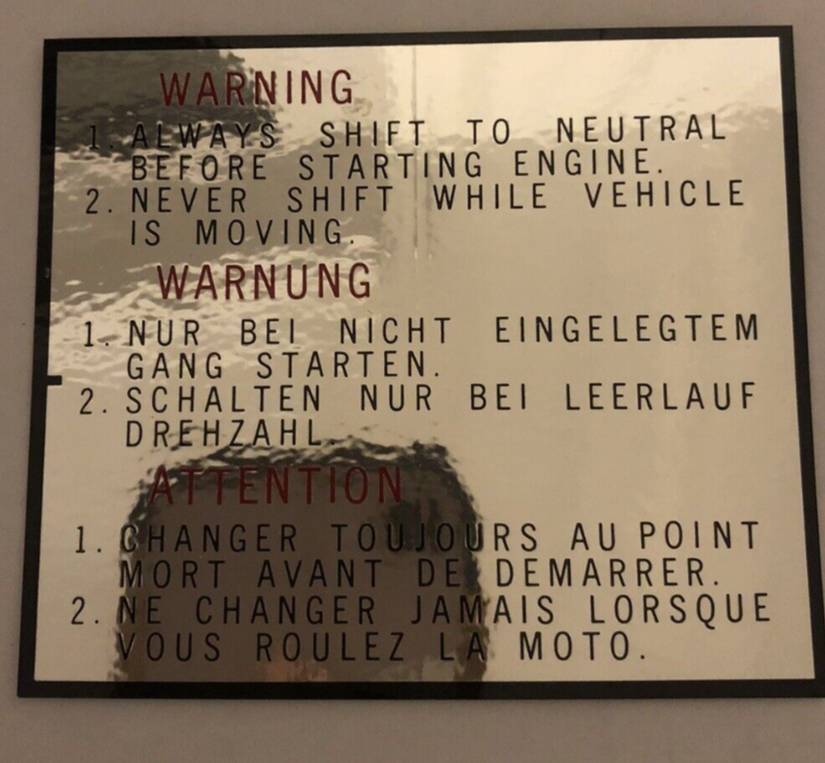 WARNING
1. ALWAYS SHIFT TO NEUTRAL
BEFORE STARTING ENGINE.
2. NEVER SHIFT WHILE VEHICLE
IS MOVING.
WARNUNG
1. NUR BEI NICHT EINGELEGTEM
GANG STARTEN.
2. SCHALTEN NUR BEI LEERLAUF
DREHZAHL.
ATTENTION
1. CHANGER TOUJOURS AU POINT
MORT AVANT DE DEMARRER.
2. NE CHANGER JAMAIS LORSQUE
VOUS ROULEZ LA MOTO.